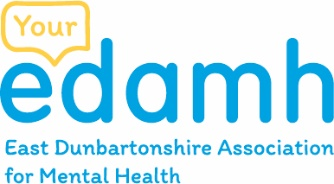 Your
edamh
East Dunbartonshire Association
for Mental Health